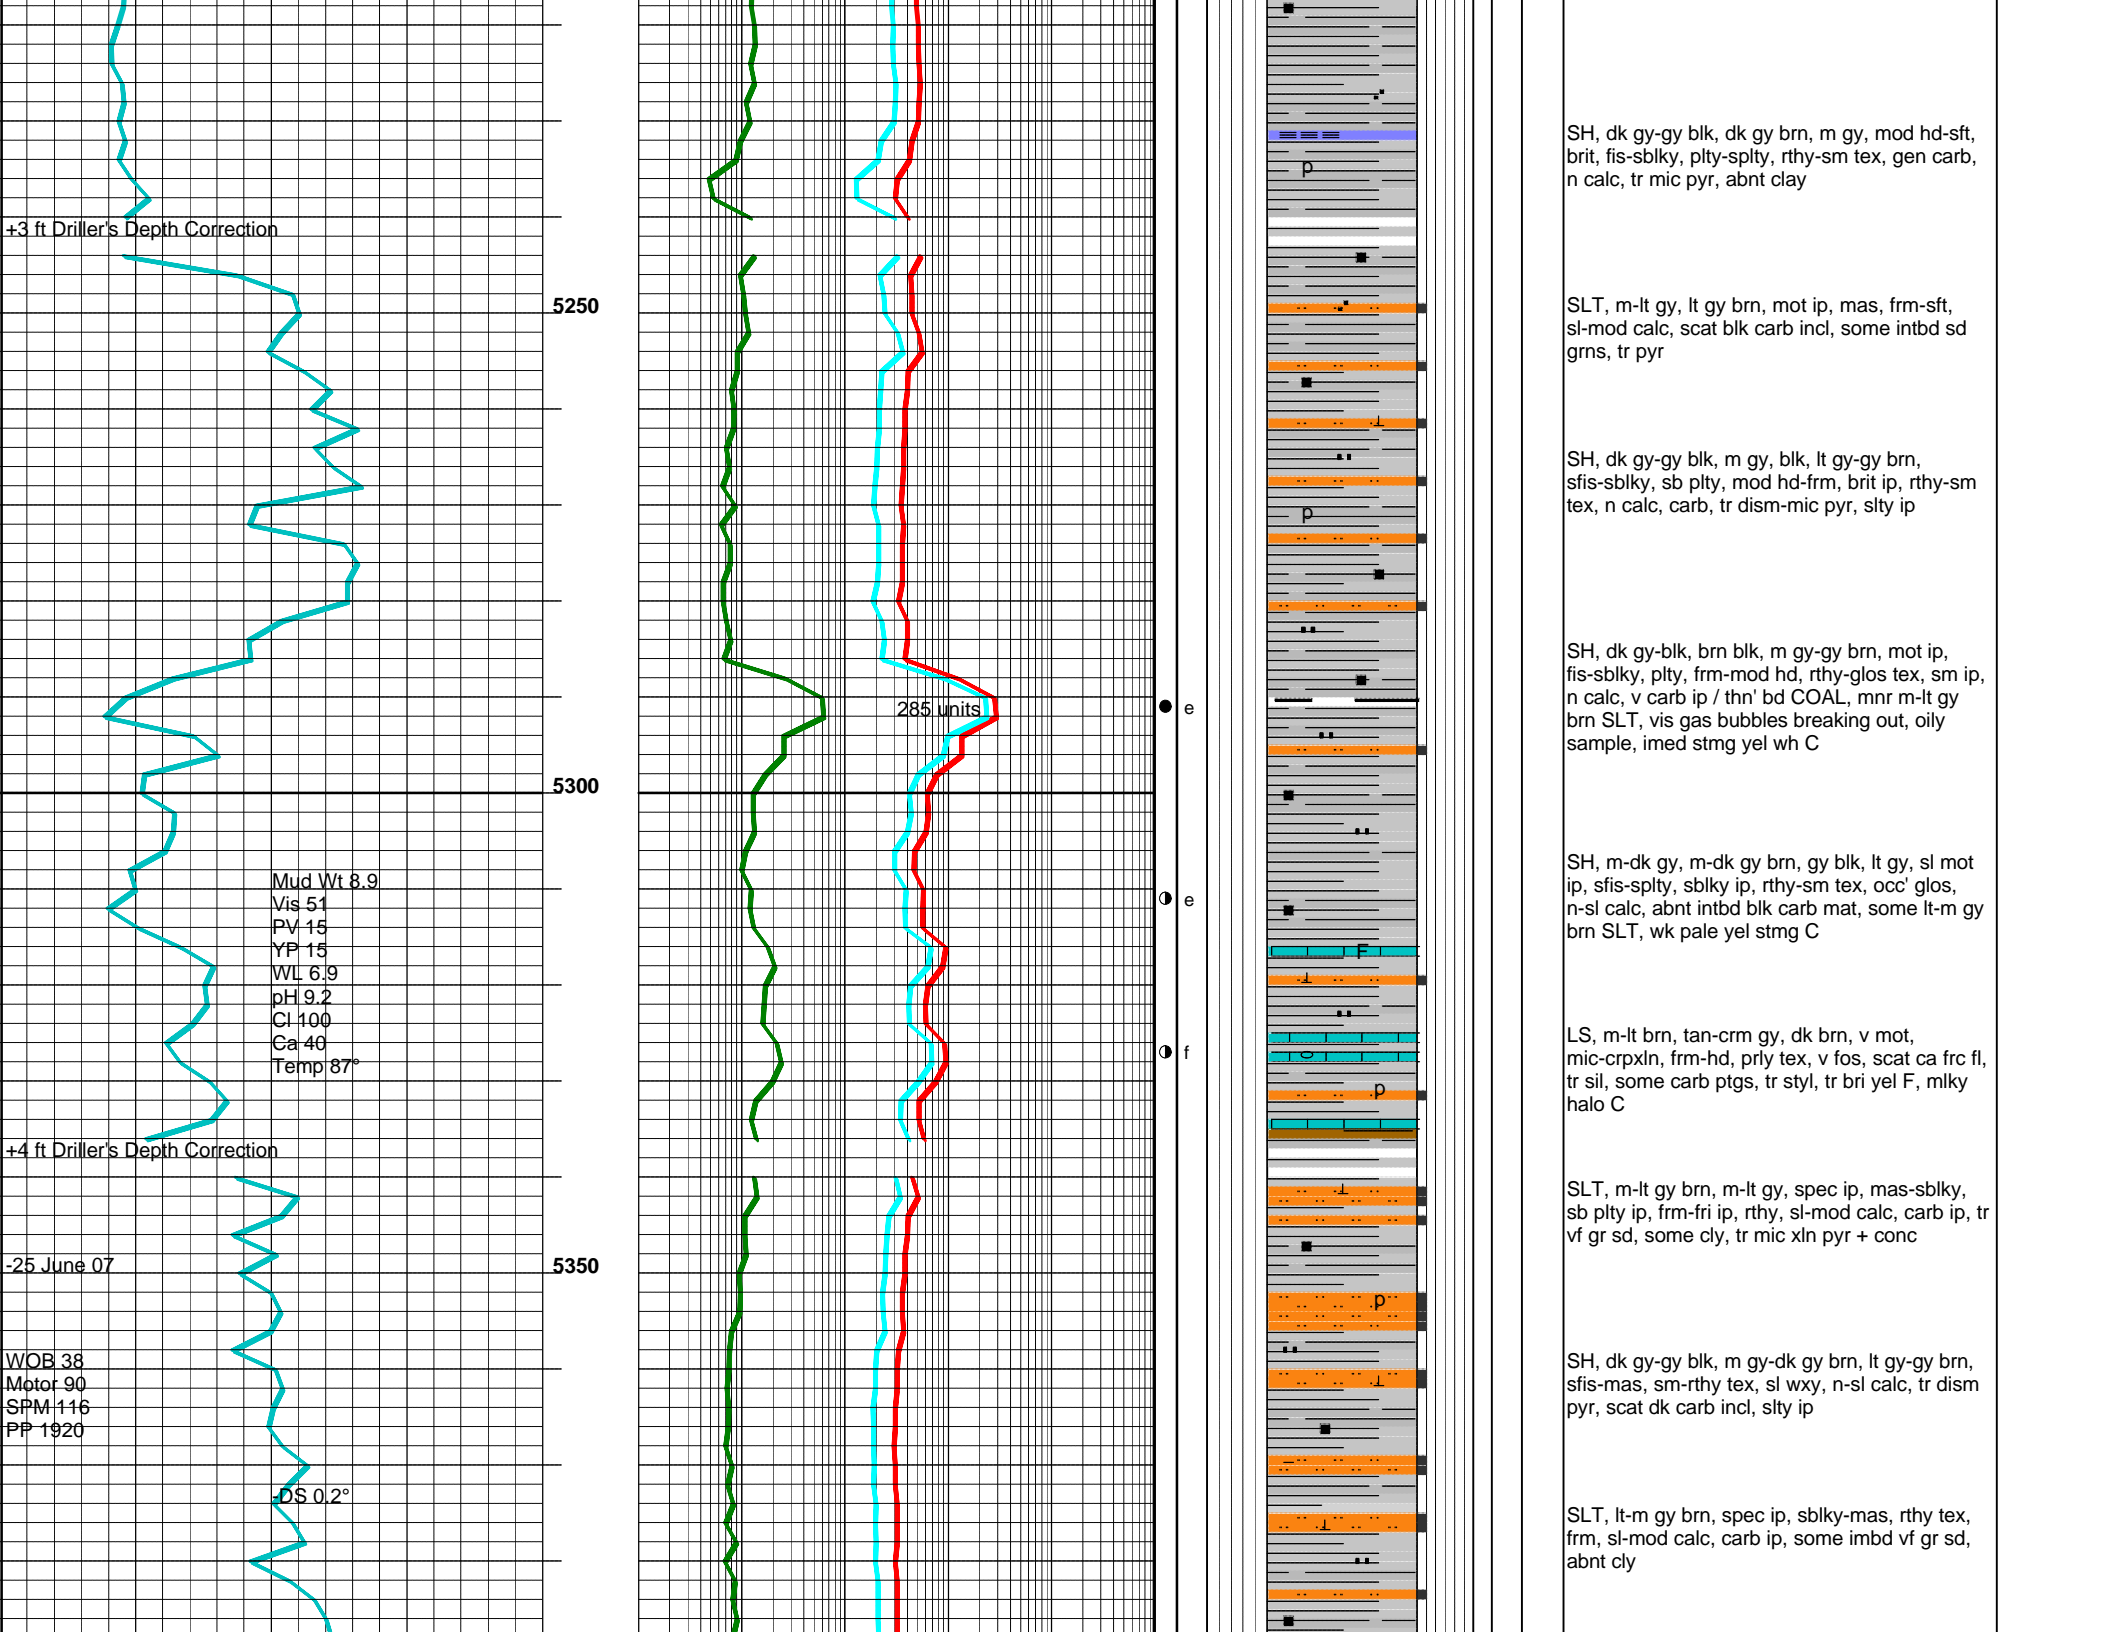 SH, dk gy-gy blk, dk gy brn, m gy, mod hd-sft,
brit, fis-sblky, plty-splty, rthy-sm tex, gen carb,
n calc, tr mic pyr, abnt clay
p
+3 ft Driller's Depth Correction
5250
SLT, m-lt gy, lt gy brn, mot ip, mas, frm-sft,
sl-mod calc, scat blk carb incl, some intbd sd
grns, tr pyr
SH, dk gy-gy blk, m gy, blk, lt gy-gy brn,
sfis-sblky, sb plty, mod hd-frm, brit ip, rthy-sm
tex, n calc, carb, tr dism-mic pyr, slty ip
p
SH, dk gy-blk, brn blk, m gy-gy brn, mot ip,
fis-sblky, plty, frm-mod hd, rthy-glos tex, sm ip,
n calc, v carb ip / thn' bd COAL, mnr m-lt gy
brn SLT, vis gas bubbles breaking out, oily
sample, imed stmg yel wh C
285 units
e
5300
Mud Wt 8.9
Vis 51
PV 15
YP 15
WL 6.9
pH 9.2
Cl 100
Ca 40
Temp 87°
e
SH, m-dk gy, m-dk gy brn, gy blk, lt gy, sl mot
ip, sfis-splty, sblky ip, rthy-sm tex, occ' glos,
n-sl calc, abnt intbd blk carb mat, some lt-m gy
brn SLT, wk pale yel stmg C
F
f
LS, m-lt brn, tan-crm gy, dk brn, v mot,
mic-crpxln, frm-hd, prly tex, v fos, scat ca frc fl,
tr sil, some carb ptgs, tr styl, tr bri yel F, mlky
halo C
p
+4 ft Driller's Depth Correction
SLT, m-lt gy brn, m-lt gy, spec ip, mas-sblky,
sb plty ip, frm-fri ip, rthy, sl-mod calc, carb ip, tr
vf gr sd, some cly, tr mic xln pyr + conc
-25 June 07
5350
p
WOB 38
Motor 90
SPM 116
PP 1920
SH, dk gy-gy blk, m gy-dk gy brn, lt gy-gy brn,
sfis-mas, sm-rthy tex, sl wxy, n-sl calc, tr dism
pyr, scat dk carb incl, slty ip
-DS 0.2°
SLT, lt-m gy brn, spec ip, sblky-mas, rthy tex,
frm, sl-mod calc, carb ip, some imbd vf gr sd,
abnt cly